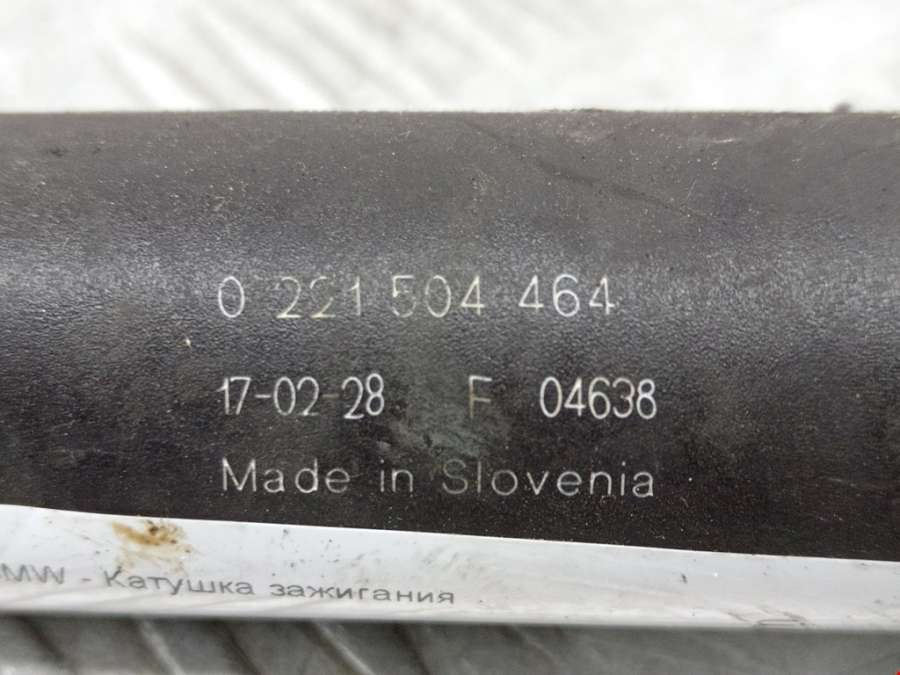 0 221 504 464
17-02-28 F 04638
Made in Slovenia
MW - Катушка зажигания